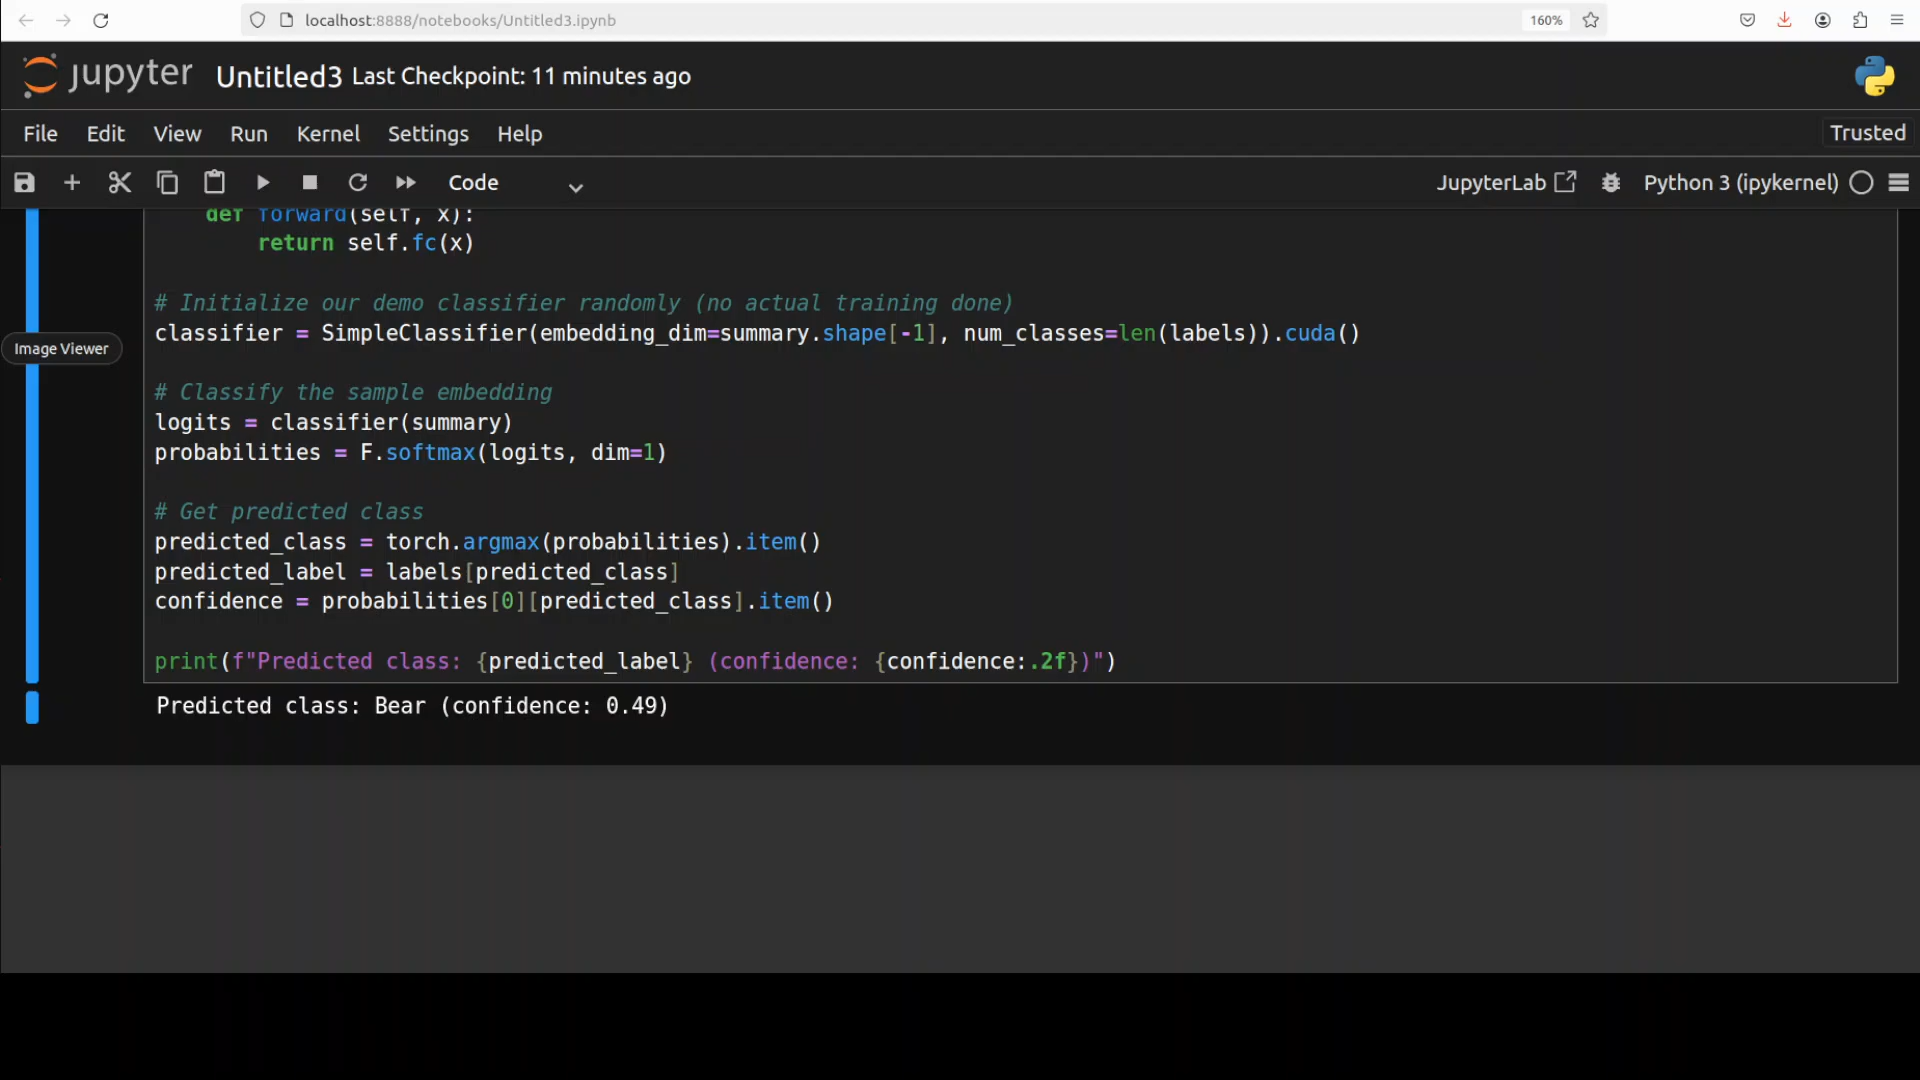 localhost:8888/notebooks/Untitled3.ipynb
160%
jupyter Untitled3 Last Checkpoint: 11 minutes ago
File Edit View Run Kernel Settings Help
Trusted
Code
JupyterLab
Python 3 (ipykernel)
    def forward(self, x):
        return self.fc(x)
# Initialize our demo classifier randomly (no actual training done)
classifier = SimpleClassifier(embedding_dim=summary.shape[-1], num_classes=len(labels)).cuda()
Image Viewer
# Classify the sample embedding
logits = classifier(summary)
probabilities = F.softmax(logits, dim=1)
# Get predicted class
predicted_class = torch.argmax(probabilities).item()
predicted_label = labels[predicted_class]
confidence = probabilities[0][predicted_class].item()
print(f"Predicted class: {predicted_label} (confidence: {confidence:.2f})")
Predicted class: Bear (confidence: 0.49)